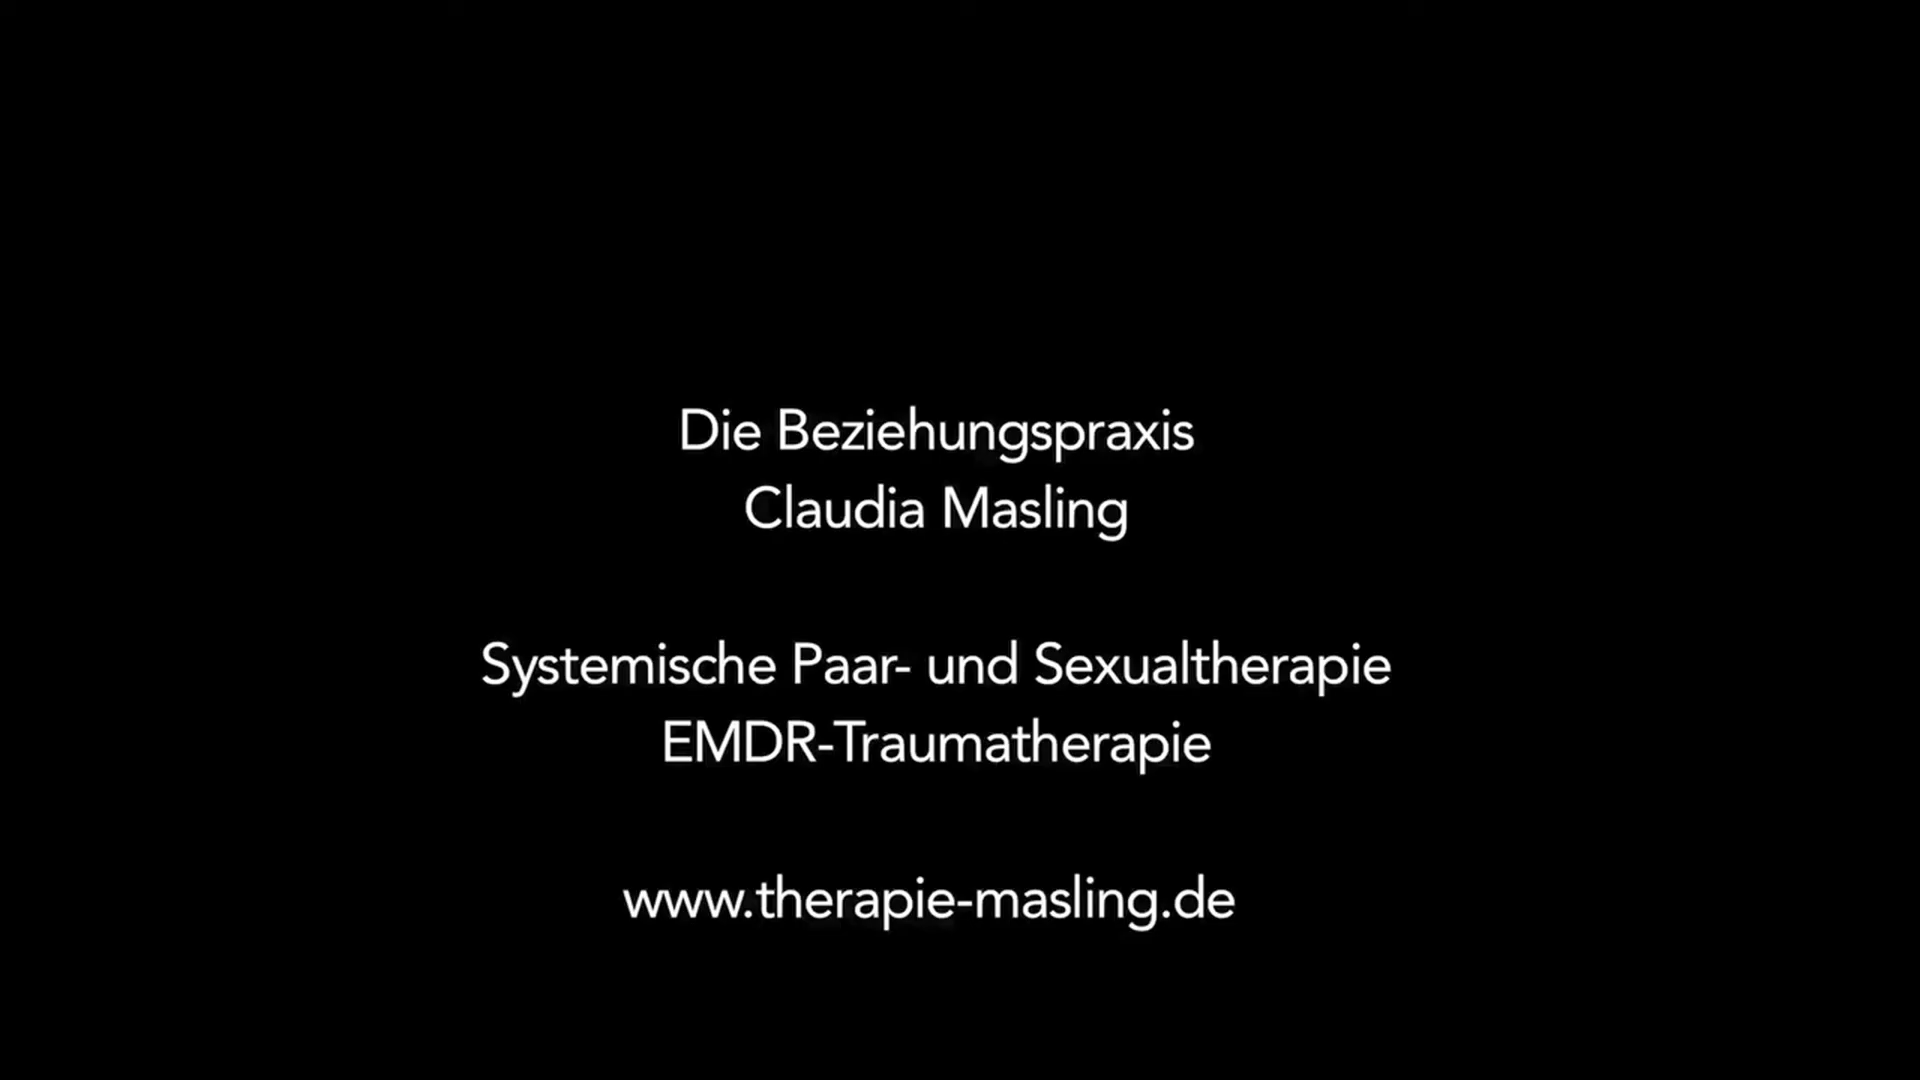 Die Beziehungspraxis
Claudia Masling
Systemische Paar- und Sexualtherapie
EMDR-Traumatherapie
www.therapie-masling.de